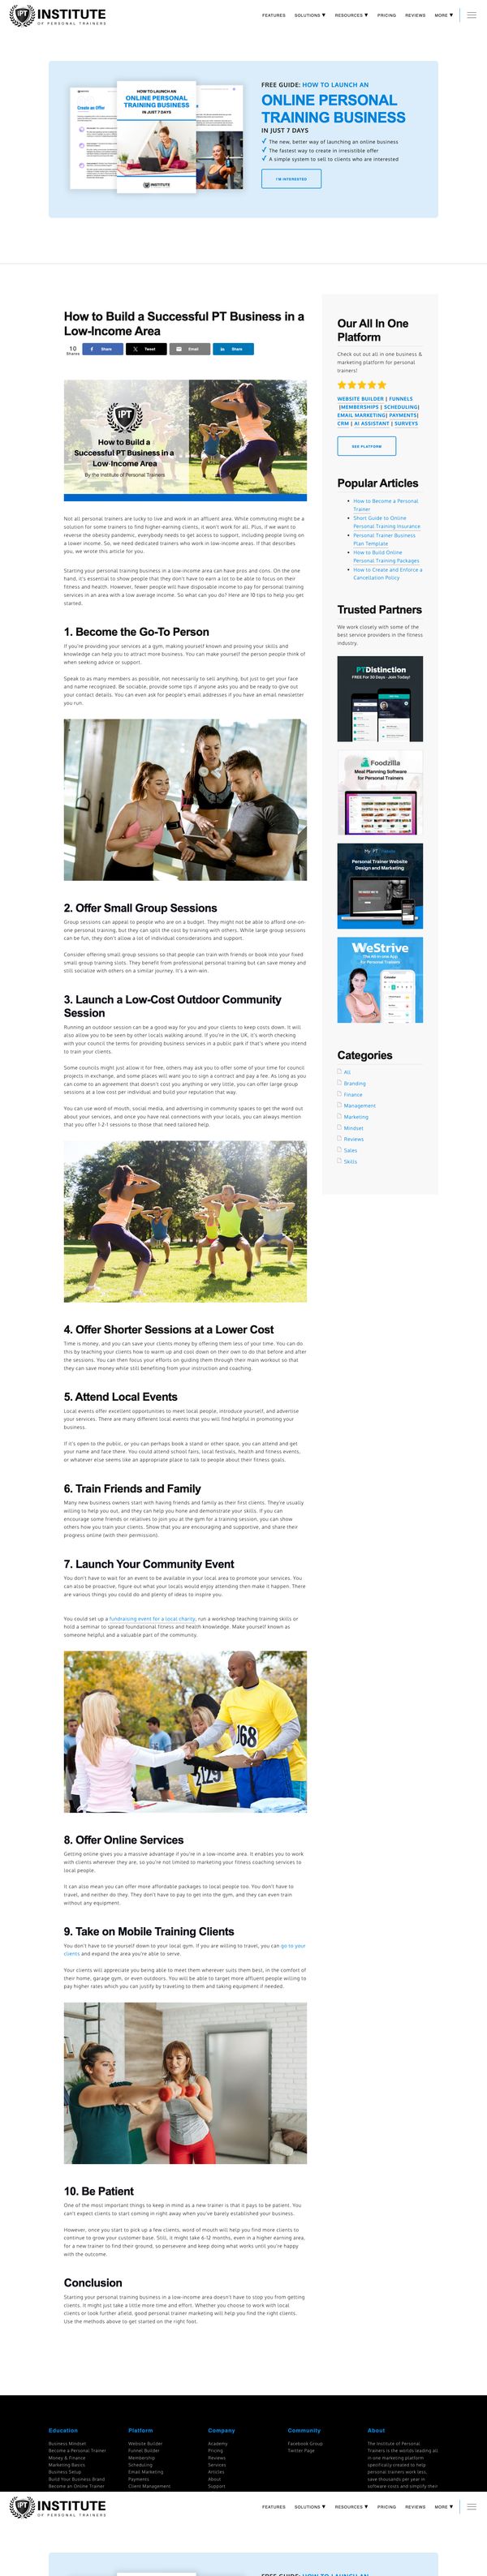 INSTITUTE
OF PERSONAL TRAINERS
FEATURES
SOLUTIONS ▼
RESOURCES ▼
PRICING
REVIEWS
MORE ▼
HOW TO LAUNCH AN
ONLINE PERSONAL
TRAINING BUSINESS
IN JUST 7 DAYS
Create an Offer
INSTITUTE
FREE GUIDE: HOW TO LAUNCH AN
ONLINE PERSONAL
TRAINING BUSINESS
IN JUST 7 DAYS
The new, better way of launching an online business
The fastest way to create in irresistible offer
A simple system to sell to clients who are interested
I'M INTERESTED
How to Build a Successful PT Business in a
Low-Income Area
10
Shares
Share
Tweet
Email
Share
IPT
How to Build a
Successful PT Business in a
Low-Income Area
By the Institute of Personal Trainers
Not all personal trainers want to live and work in an affluent area. While commuting might be a
solution for some trainers wanting to find higher-income clients, it won't work for all. Plus, if we want to
reverse the obesity pandemic, everybody needs to get active and get support, including people living on
a low income. So, we need dedicated trainers who want to work in low-income areas. If that describes
you, we wrote this article for you.
Starting your personal training business in a low-income area can have pros and cons. On the one
hand, it's essential to show people that they don't have to earn a lot to be able to focus on their
fitness and health. However, fewer people will have disposable income to pay for personal training
services in an area with a low average income. So what can you do? Here are 10 tips to help you get
started.
1. Become the Go-To Person
If you're providing your services at a gym, making yourself known and proving your skills and
knowledge can help you to attract more business. You can make yourself the person people think of
when seeking advice or support.
Speak to as many members as possible, not necessarily to sell anything, but just to get your face
and name recognized. Be sociable, provide some tips if anyone asks you and be ready to give out
your contact details. You can even ask for people's email addresses if you have an email newsletter
you run.
2. Offer Small Group Sessions
Group sessions can appeal to people who are on a budget. They might not be able to afford one-on-
one personal training, but they can split the cost by training with others. While large group sessions
can be fun, they don't allow a lot of individual considerations and support.
Consider offering small group sessions so that people can train with friends or book into your fixed
small group training slots. They benefit from professional personal training but can save money and
still socialize with others on a similar journey. It's a win-win.
3. Launch a Low-Cost Outdoor Community
Session
Running an outdoor session can be a good way for you and your clients to keep costs down. It will
also allow you to be seen by other locals walking around. If you're in the UK, it's worth checking
with your council the terms for providing business services in a public park if that's where you intend
to train your clients.
Some councils might just allow it for free, others may ask you to offer some of your time for council
projects in exchange, and some places will want you to sign a contract and pay a fee. As long as you
can come to an agreement that doesn't cost you money or very little, you can offer large group
sessions at a low cost per individual and build your reputation that way.
You can use word of mouth, social media, and advertising in community spaces to get the word out
about your services, and once you have real connections with your locals, you can always mention
that you offer 1-2-1 sessions to those that need tailored help.
4. Offer Shorter Sessions at a Lower Cost
Time is money, and you can save your clients money by offering them less of your time. You can do
this by teaching your clients how to warm up and cool down on their own to do that before and after
the sessions. You can then focus your efforts on guiding them through their main workout so that
they can save money while still benefiting from your instruction and coaching.
5. Attend Local Events
Local events offer excellent opportunities to meet local people, introduce yourself, and advertise
your services. There are many different local events that you will find helpful in promoting your
business.
If it's open to the public, or you can perhaps book a stand or other space, you can attend and get
your name and face there. You could attend school fairs, local festivals, health and fitness events,
or whatever else seems like an appropriate place to talk to people about their fitness goals.
6. Train Friends and Family
Many new business owners start with having friends and family as their first clients. They're usually
willing to help you out, and they can help you hone and demonstrate your skills. If you can
encourage some friends or relatives to join you at the gym for a training session, you can show
others how you train your clients. Show that you are encouraging and supportive, and share their
progress online (with their permission).
7. Launch Your Community Event
You don't have to wait for an event to be available in your local area to promote your services. You
can also be proactive, figure out what your locals would enjoy attending then make it happen. There
are various things you could do and plenty of ideas to inspire you.
You could set up a fundraising event for a local charity, run a workshop teaching training skills or
hold a seminar to spread foundational fitness and health knowledge. Make yourself known as
someone helpful and a valuable part of the community.
8. Offer Online Services
Getting online gives you a massive advantage if you're in a low-income area. It enables you to work
with clients wherever they are, so you're not limited to marketing your fitness coaching services to
local people.
It can also mean you can offer more affordable packages to local people too. You don't have to
travel, and neither do they. They don't have to pay to get into the gym, and they can even train
without any equipment.
9. Take on Mobile Training Clients
You don't have to tie yourself down to your local gym. If you are willing to travel, you can go to your
clients and expand the area you're able to serve.
Your clients will appreciate you being able to meet them wherever suits them best, in the comfort of
their home, garage gym, or even outdoors. You will be able to target more affluent people willing to
pay higher rates which you can justify by traveling to them and taking equipment if needed.
10. Be Patient
One of the most important things to keep in mind as a new trainer is that it pays to be patient. You
can't expect clients to start coming in right away when you've barely established your business.
However, once you start to pick up a few clients, word of mouth will help you find more clients to
continue to grow your customer base. Still, it might take 6-12 months, even in a higher earning area,
for a new trainer to find their ground, so persevere and keep doing what works until you're happy
with the outcome.
Conclusion
Starting your personal training business in a low-income area doesn't have to stop you from getting
clients. It might just take a little more time and effort. Whether you choose to work with local
clients or look further afield, good personal trainer marketing will help you find the right clients.
Use the methods above to get started on the right foot.
Our All In One
Platform
Check out out all in one business &
marketing platform for personal
trainers!
WEBSITE BUILDER | FUNNELS
|MEMBERSHIPS | SCHEDULING|
EMAIL MARKETING| PAYMENTS|
CRM | AI ASSISTANT | SURVEYS
SEE PLATFORM
Popular Articles
How to Become a Personal
Trainer
Short Guide to Online
Personal Training Insurance
Personal Trainer Business
Plan Template
How to Build Online
Personal Training Packages
How to Create and Enforce a
Cancellation Policy
Trusted Partners
We work closely with some of the
best service providers in the fitness
industry.
PTDistinction
FREE For 30 Days - Join Today!
Foodzilla
Meal Planning Software
for Personal Trainers
My PT
Personal Trainer Website
Design and Marketing
WeStrive
The All-in-One App
for Personal Trainers
Calendar
Categories
All
Branding
Finance
Management
Marketing
Mindset
Reviews
Sales
Skills
Education
Business Mindset
Become a Personal Trainer
Money & Finance
Marketing Basics
Business Setup
Build Your Business Brand
Become an Online Trainer
Platform
Website Builder
Funnel Builder
Membership
Scheduling
Email Marketing
Payments
Client Management
Company
Academy
Pricing
Reviews
Articles
About
Support
Community
Facebook Group
Twitter Page
About
The Institute of Personal
Trainers is the worlds leading all
in one marketing platform
specifically created to help
personal trainers work less,
save thousands per year in
software costs and simplify their
INSTITUTE
OF PERSONAL TRAINERS
FEATURES
SOLUTIONS ▼
RESOURCES ▼
PRICING
REVIEWS
MORE ▼